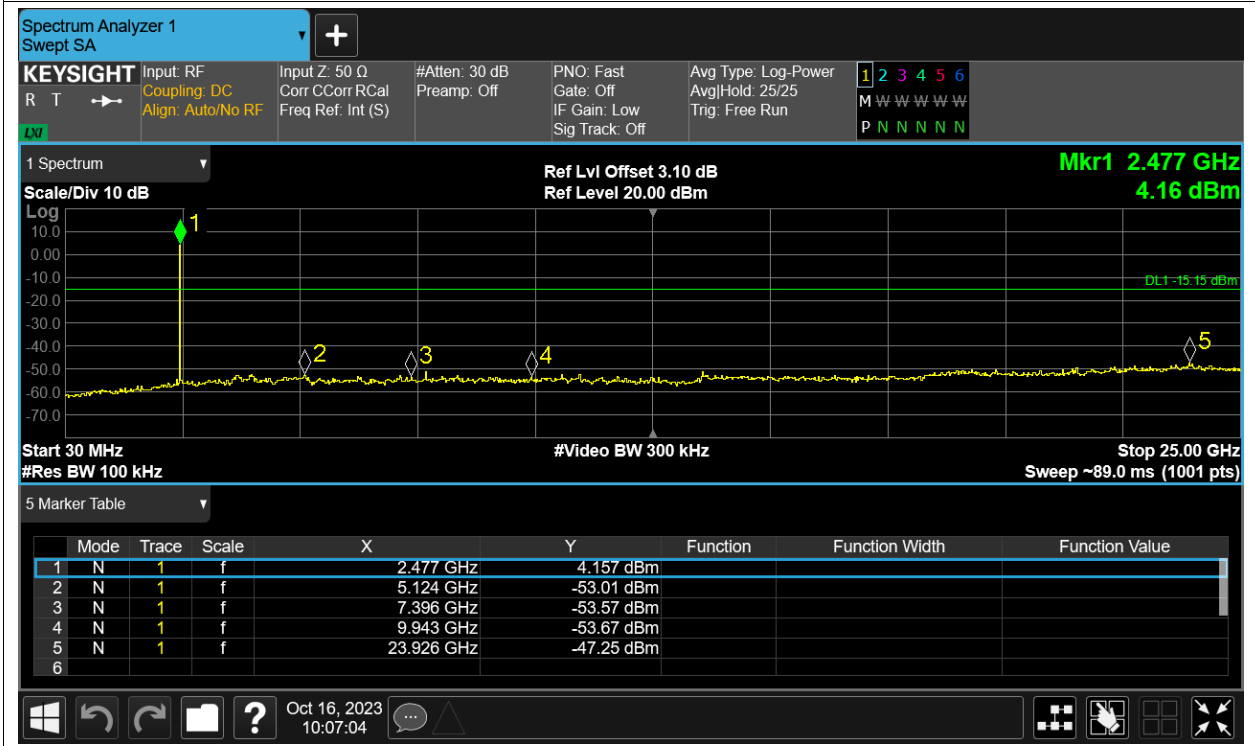 Spectrum Analyzer 1
Swept SA
KEYSIGHT
R T
LXI
Input: RF
Coupling: DC
Align: Auto/No RF
Input Z: 50 Ω
Corr CCorr RCal
Freq Ref: Int (S)
#Atten: 30 dB
Preamp: Off
PNO: Fast
Gate: Off
IF Gain: Low
Sig Track: Off
Avg Type: Log-Power
Avg|Hold: 25/25
Trig: Free Run
1 2 3 4 5 6
M W W W W W
P N N N N N
1 Spectrum
Scale/Div 10 dB
Ref Lvl Offset 3.10 dB
Ref Level 20.00 dBm
Mkr1 2.477 GHz
4.16 dBm
Log
10.0
0.00
-10.0
-20.0
-30.0
-40.0
-50.0
-60.0
-70.0
1
2
3
4
5
DL1 -15.15 dBm
Start 30 MHz
#Video BW 300 kHz
Stop 25.00 GHz
#Res BW 100 kHz
Sweep ~89.0 ms (1001 pts)
5 Marker Table
Mode Trace Scale X Y Function Function Width Function Value
1 N 1 f 2.477 GHz 4.157 dBm
2 N 1 f 5.124 GHz -53.01 dBm
3 N 1 f 7.396 GHz -53.57 dBm
4 N 1 f 9.943 GHz -53.67 dBm
5 N 1 f 23.926 GHz -47.25 dBm
6
?
Oct 16, 2023
10:07:04